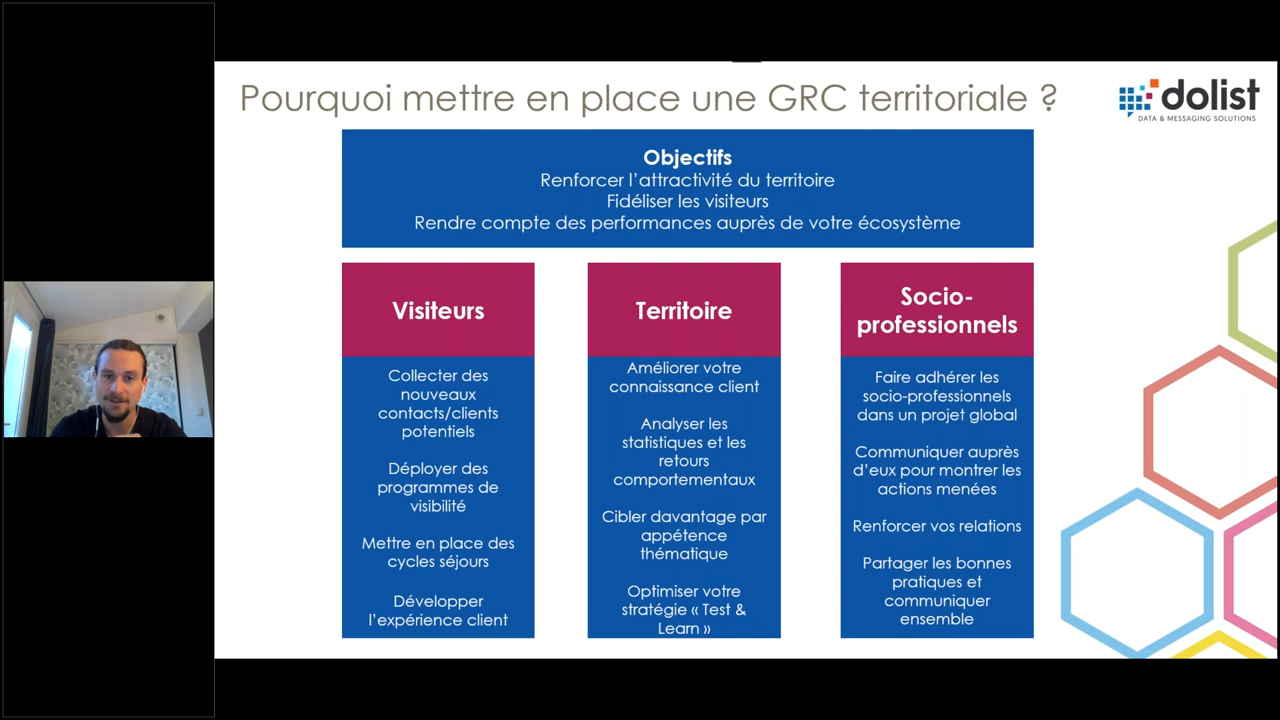 Pourquoi mettre en place une GRC territoriale ?
dolist
DATA & MESSAGING SOLUTIONS
Objectifs
Renforcer l'attractivité du territoire
Fidéliser les visiteurs
Rendre compte des performances auprès de votre écosystème
Visiteurs
Collecter des
nouveaux
contacts/clients
potentiels
Déployer des
programmes de
visibilité
Mettre en place des
cycles séjours
Développer
l'expérience client
Territoire
Améliorer votre
connaissance client
Analyser les
statistiques et les
retours
comportementaux
Cibler davantage par
appétence
thématique
Optimiser votre
stratégie « Test &
Learn »
Socio-
professionnels
Faire adhérer les
socio-professionnels
dans un projet global
Communiquer auprès
d'eux pour montrer les
actions menées
Renforcer vos relations
Partager les bonnes
pratiques et
communiquer
ensemble